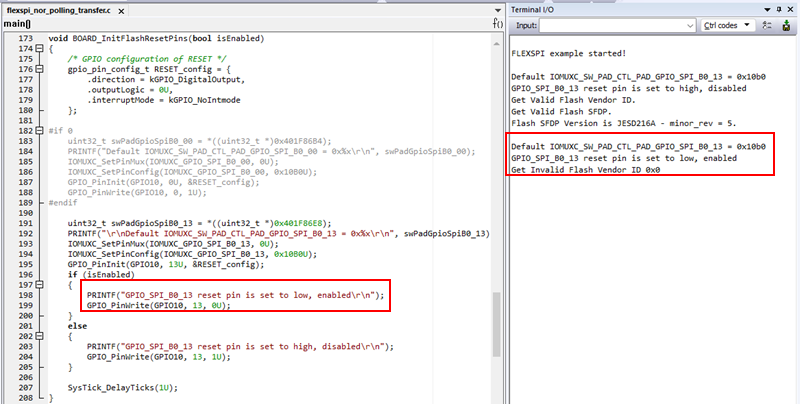 flexspi_nor_polling_transfer.c
main()
f()
173 void BOARD_InitFlashResetPins(bool isEnabled)
174 {
175 /* GPIO configuration of RESET */
176 gpio_pin_config_t RESET_config = {
177 .direction = kGPIO_DigitalOutput,
178 .outputLogic = 0U,
179 .interruptMode = kGPIO_NoIntmode
180 };
181
182 #if 0
183 uint32_t swPadGpioSpiB0_00 = *((uint32_t *)0x401F86B4);
184 PRINTF("Default IOMUXC_SW_PAD_CTL_PAD_GPIO_SPI_B0_00 = 0x%x\r\n", swPadGpioSpiB0_00);
185 IOMUXC_SetPinMux(IOMUXC_GPIO_SPI_B0_00, 0U);
186 IOMUXC_SetPinConfig(IOMUXC_GPIO_SPI_B0_00, 0x10B0U);
187 GPIO_PinInit(GPIO10, 0U, &RESET_config);
188 GPIO_PinWrite(GPIO10, 0, 1U);
189 #endif
190
191 uint32_t swPadGpioSpiB0_13 = *((uint32_t *)0x401F86E8);
192 PRINTF("\r\nDefault IOMUXC_SW_PAD_CTL_PAD_GPIO_SPI_B0_13 = 0x%x\r\n", swPadGpioSpiB0_13)
193 IOMUXC_SetPinMux(IOMUXC_GPIO_SPI_B0_13, 0U);
194 IOMUXC_SetPinConfig(IOMUXC_GPIO_SPI_B0_13, 0x10B0U);
195 GPIO_PinInit(GPIO10, 13U, &RESET_config);
196 if (isEnabled)
197 {
198 PRINTF("GPIO_SPI_B0_13 reset pin is set to low, enabled\r\n");
199 GPIO_PinWrite(GPIO10, 13, 0U);
200 }
201 else
202 {
203 PRINTF("GPIO_SPI_B0_13 reset pin is set to high, disabled\r\n");
204 GPIO_PinWrite(GPIO10, 13, 1U);
205 }
206
207 SysTick_DelayTicks(1U);
208 }
Terminal I/O
Input:
Ctrl codes
FLEXSPI example started!
Default IOMUXC_SW_PAD_CTL_PAD_GPIO_SPI_B0_13 = 0x10b0
GPIO_SPI_B0_13 reset pin is set to high, disabled
Get Valid Flash Vendor ID.
Get Valid Flash SFDP.
Flash SFDP Version is JESD216A - minor_rev = 5.
Default IOMUXC_SW_PAD_CTL_PAD_GPIO_SPI_B0_13 = 0x10b0
GPIO_SPI_B0_13 reset pin is set to low, enabled
Get Invalid Flash Vendor ID 0x0